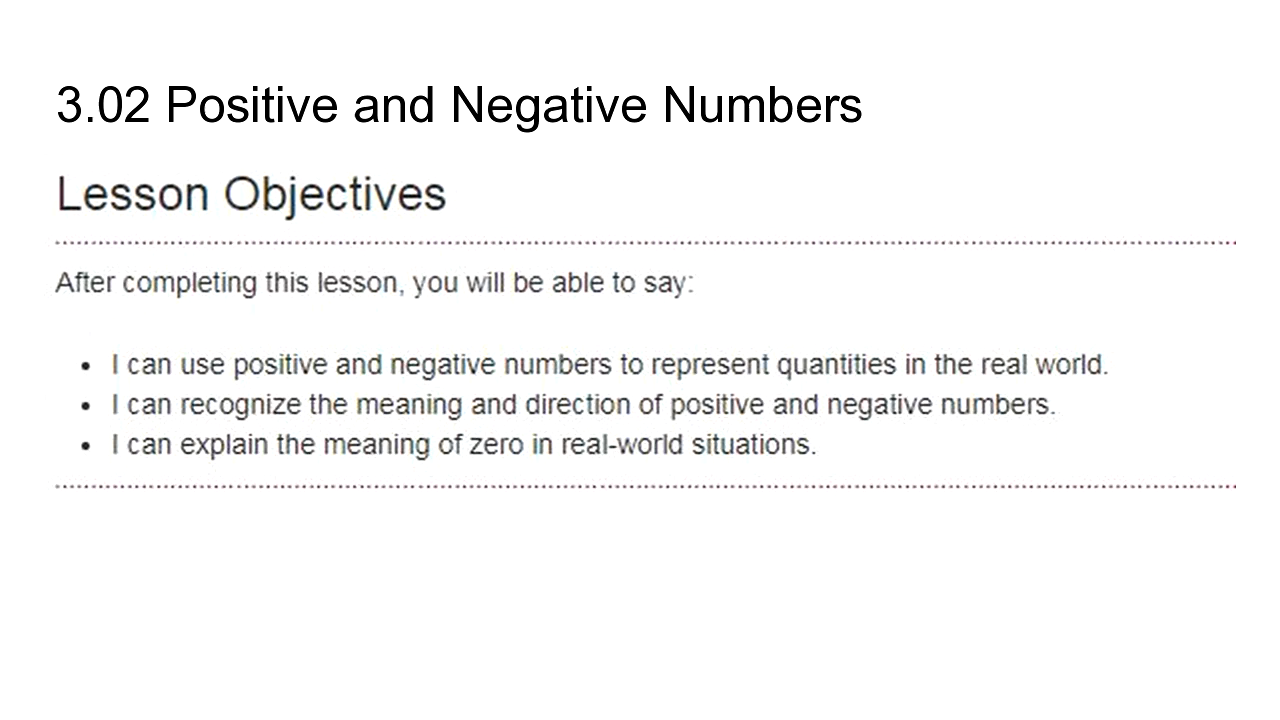 3.02 Positive and Negative Numbers
Lesson Objectives
After completing this lesson, you will be able to say:
• I can use positive and negative numbers to represent quantities in the real world.
• I can recognize the meaning and direction of positive and negative numbers.
• I can explain the meaning of zero in real-world situations.